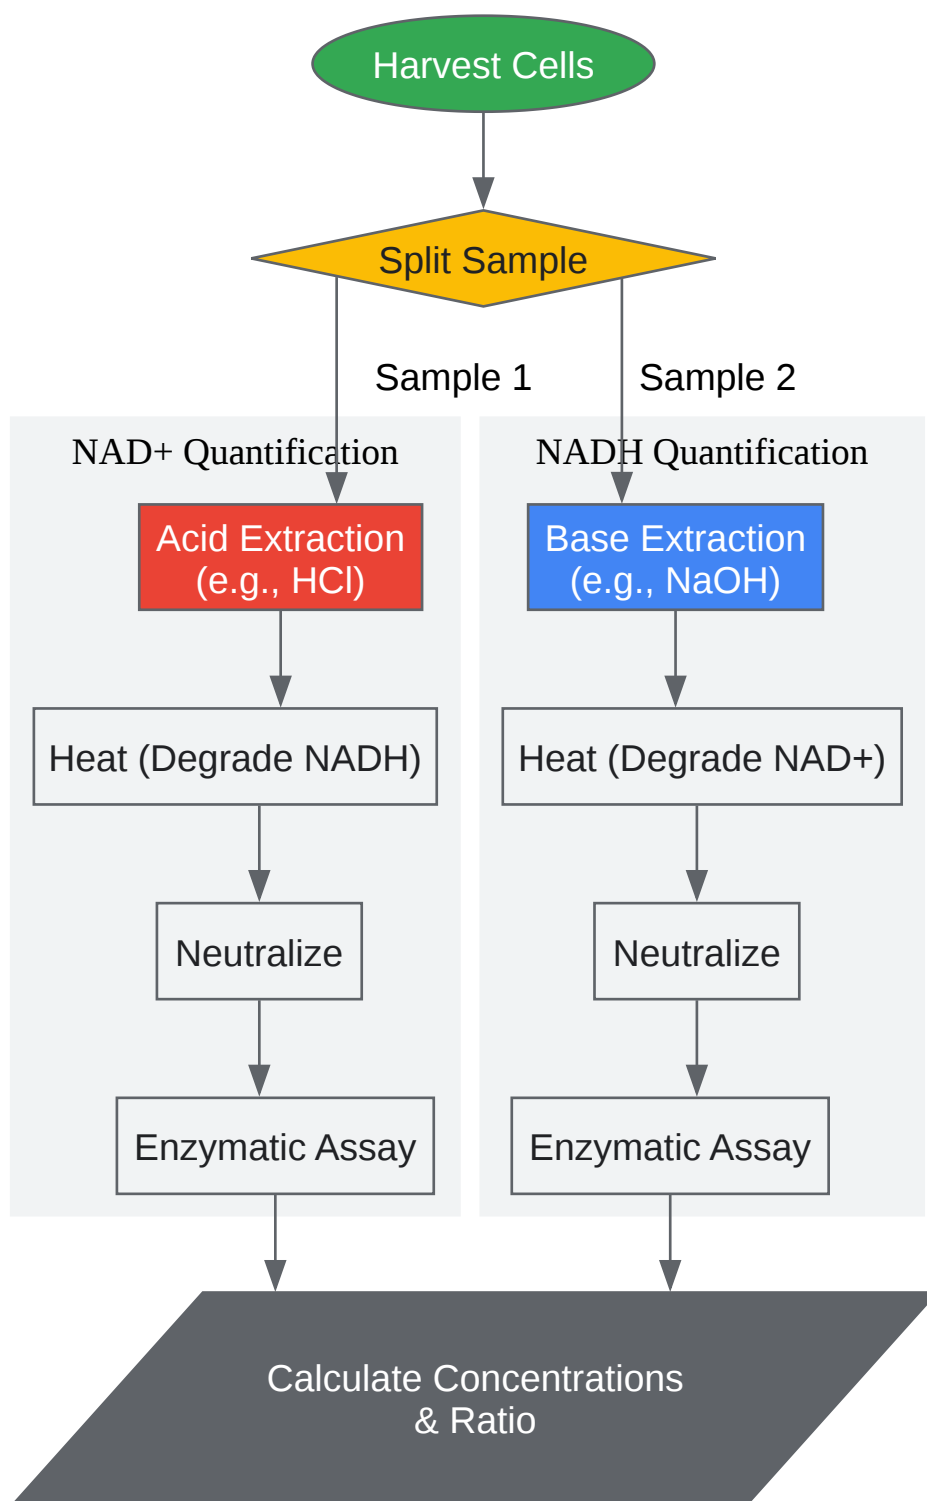 Harvest Cells
Split Sample
Sample 1
Sample 2
NAD+ Quantification
NADH Quantification
Acid Extraction
(e.g., HCl)
Base Extraction
(e.g., NaOH)
Heat (Degrade NADH)
Heat (Degrade NAD+)
Neutralize
Neutralize
Enzymatic Assay
Enzymatic Assay
Calculate Concentrations
& Ratio